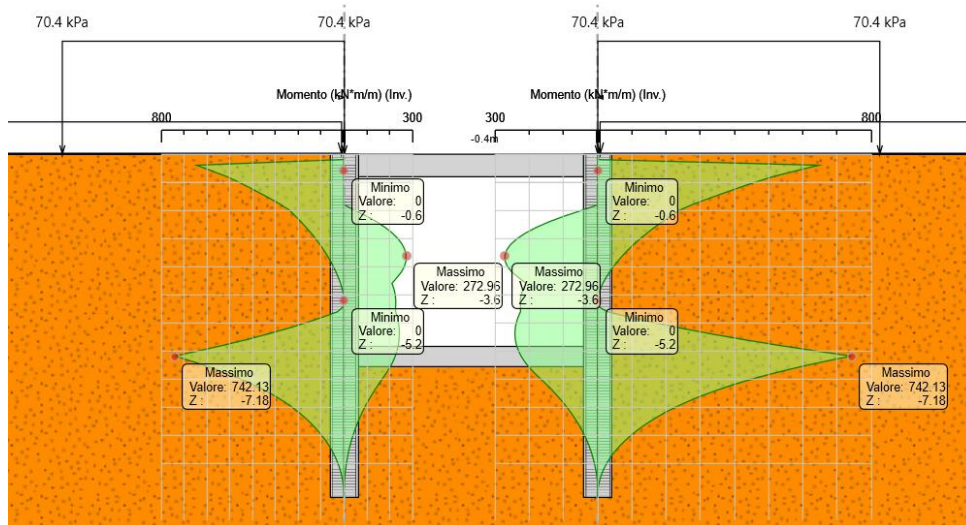 70.4 kPa
70.4 kPa
70.4 kPa
70.4 kPa
Momento (kN*m/m) (Inv.)
Momento (kN*m/m) (Inv.)
800
300
300
800
-0.4m
Minimo
Valore: 0
Z : -0.6
Minimo
Valore: 0
Z : -0.6
Massimo
Valore: 272.96
Z : -3.6
Massimo
Valore: 272.96
Z : -3.6
Minimo
Valore: 0
Z : -5.2
Minimo
Valore: 0
Z : -5.2
Massimo
Valore: 742.13
Z : -7.18
Massimo
Valore: 742.13
Z : -7.18